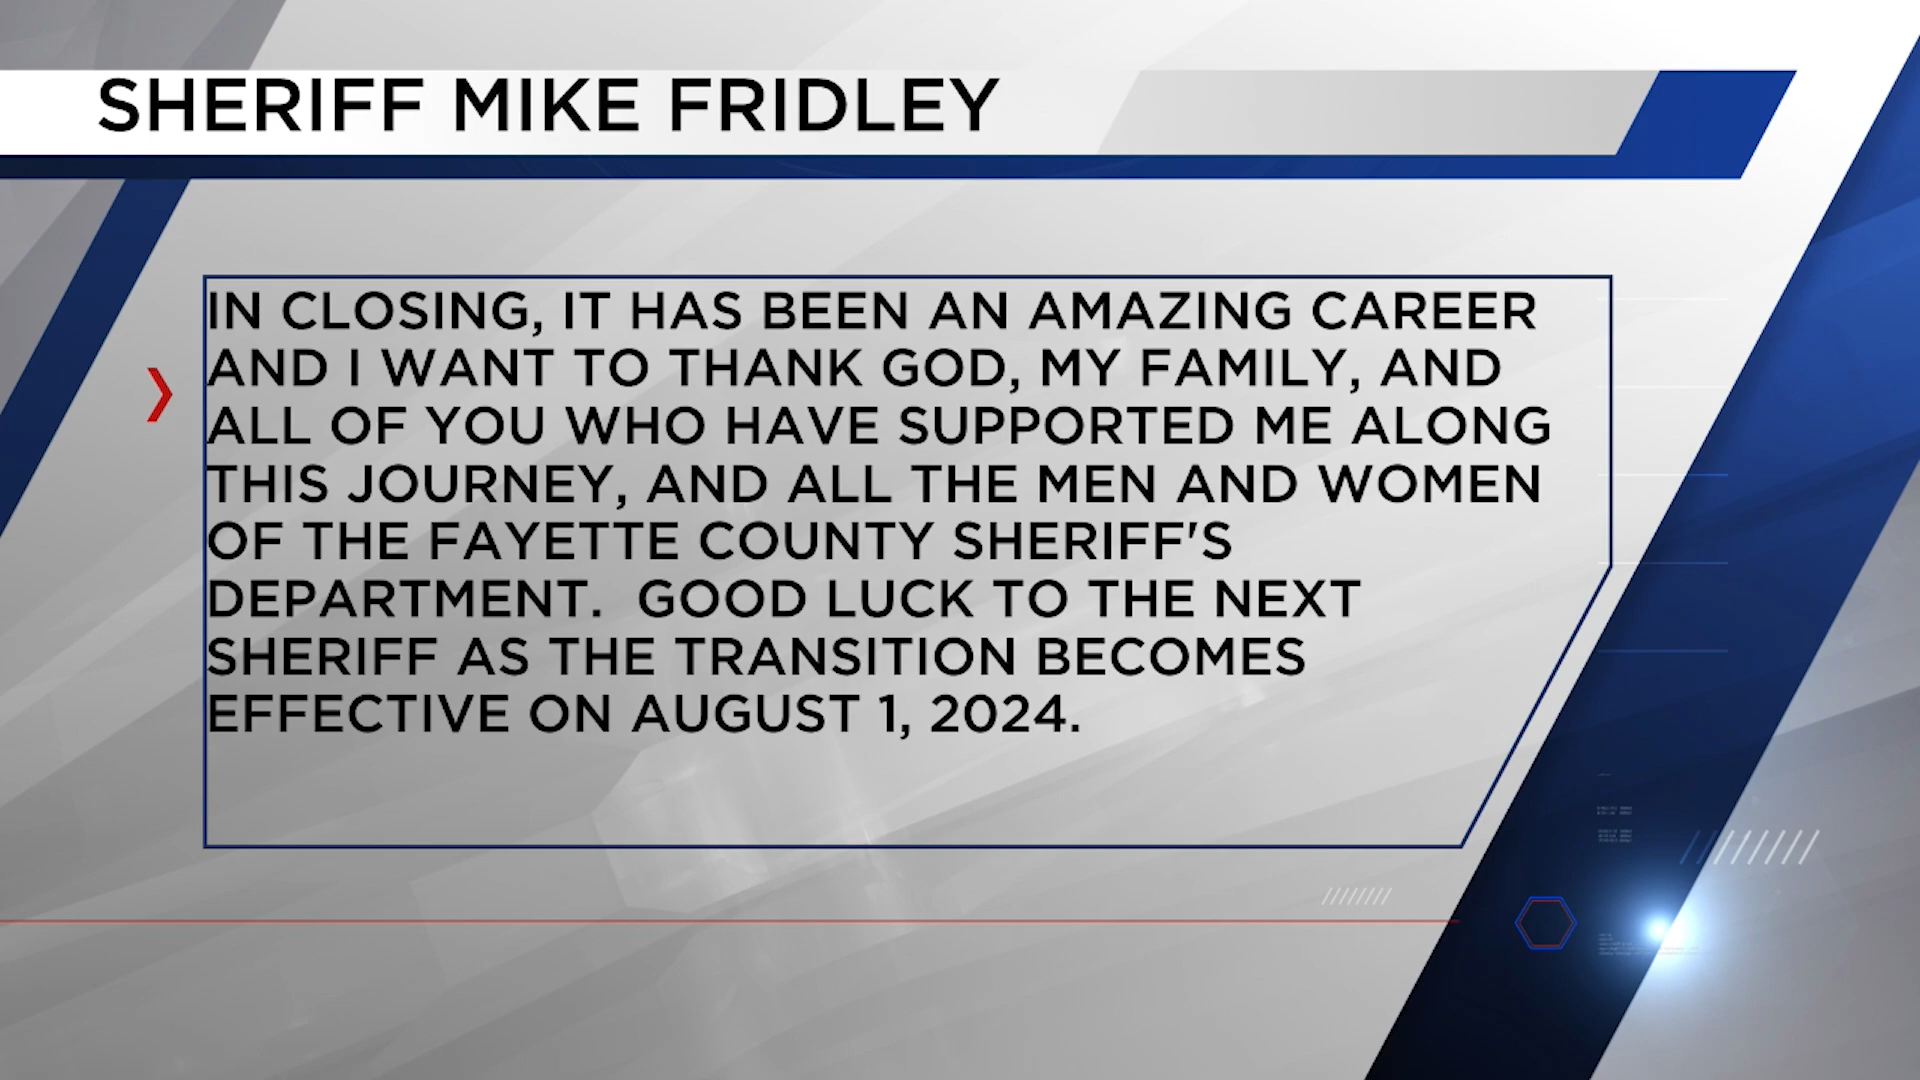 SHERIFF MIKE FRIDLEY
IN CLOSING, IT HAS BEEN AN AMAZING CAREER
AND I WANT TO THANK GOD, MY FAMILY, AND
ALL OF YOU WHO HAVE SUPPORTED ME ALONG
THIS JOURNEY, AND ALL THE MEN AND WOMEN
OF THE FAYETTE COUNTY SHERIFF'S
DEPARTMENT.  GOOD LUCK TO THE NEXT
SHERIFF AS THE TRANSITION BECOMES
EFFECTIVE ON AUGUST 1, 2024.